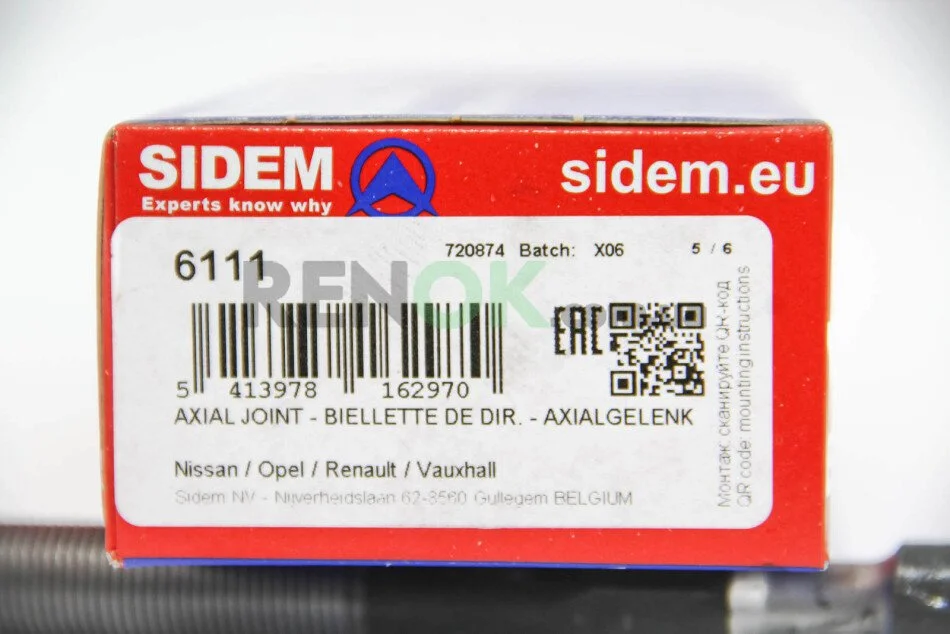 SIDEM
Experts know why
sidem.eu
6111
720874 Batch: X06 5 / 6
RENOK
EAC
5 413978 162970
AXIAL JOINT - BIELLETTE DE DIR. - AXIALGELENK
Nissan / Opel / Renault / Vauxhall
Sidem NV - Nijverheidslaan 62-8560 Gullegem BELGIUM
Монтаж: сканируйте QR-код
QR code mounting instructions